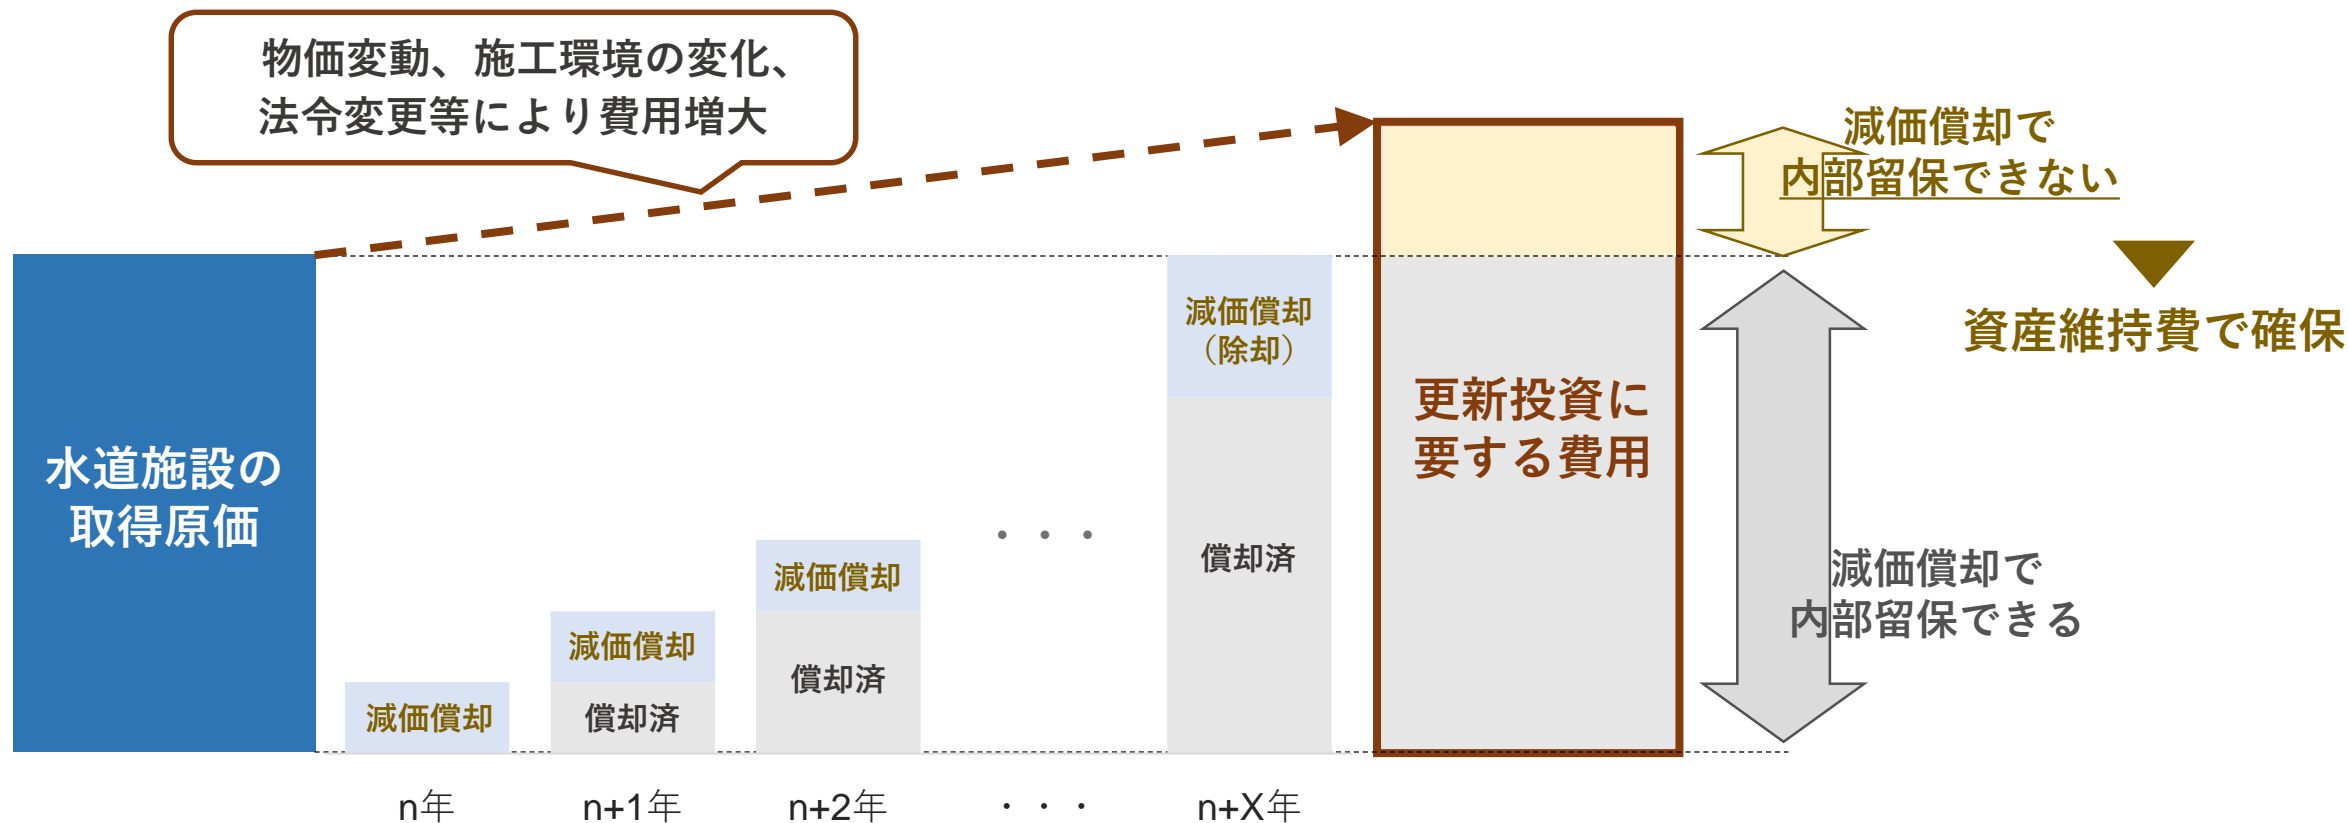 物価変動、施工環境の変化、
法令変更等により費用増大
減価償却で
内部留保できない
資産維持費で確保
水道施設の
取得原価
減価償却
減価償却
償却済
減価償却
償却済
・・・
減価償却
（除却）
償却済
更新投資に
要する費用
減価償却で
内部留保できる
n年
n+1年
n+2年
・・・
n+X年